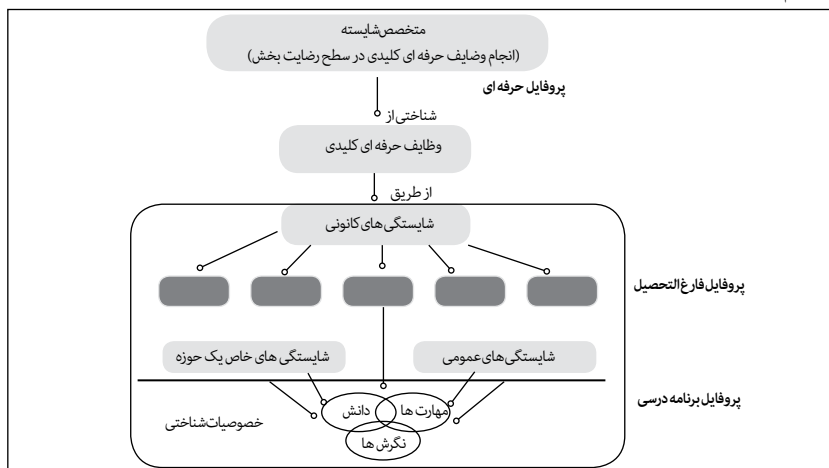 متخصص شایسته
(انجام وضایف حرفه ای کلیدی در سطح رضایت بخش)
پروفایل حرفه ای
شناختی از
وظایف حرفه ای کلیدی
از طریق
شایستگی های کانونی
پروفایل فارغ التحصیل
شایستگی های عمومی
شایستگی های خاص یک حوزه
پروفایل برنامه درسی
مهارت ها
دانش
نگرش ها
خصوصیات شناختی